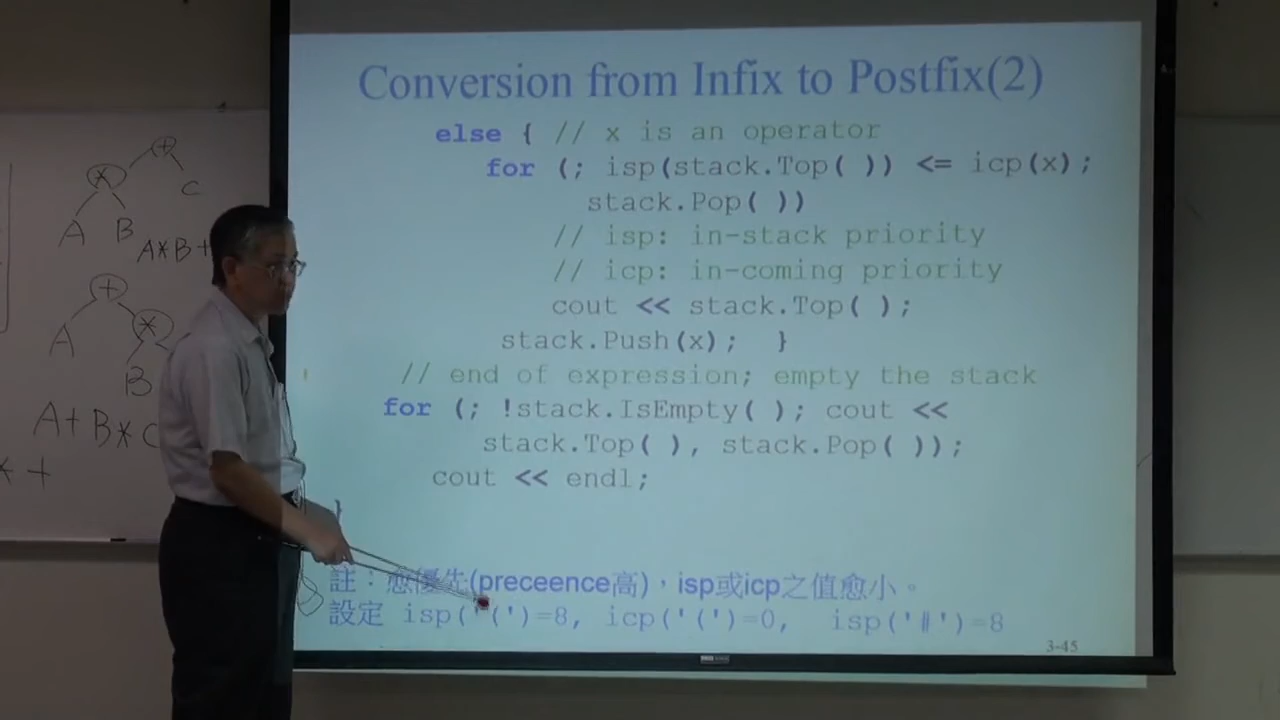 Conversion from Infix to Postfix(2)
else { // x is an operator
for (; isp(stack.Top( )) <= icp(x);
stack.Pop( ))
// isp: in-stack priority
// icp: in-coming priority
cout << stack.Top( );
stack.Push(x); }
// end of expression; empty the stack
for (; !stack.IsEmpty( ); cout <<
stack.Top( ), stack.Pop( ));
cout << endl;
}
註：愈優先(preceence高)，isp或icp之值愈小。
設定 isp('(')=8, icp('(')=0, isp('#')=8
3-45
+
* C
A B
A*B+
+
A *
B
A+B*C
*+